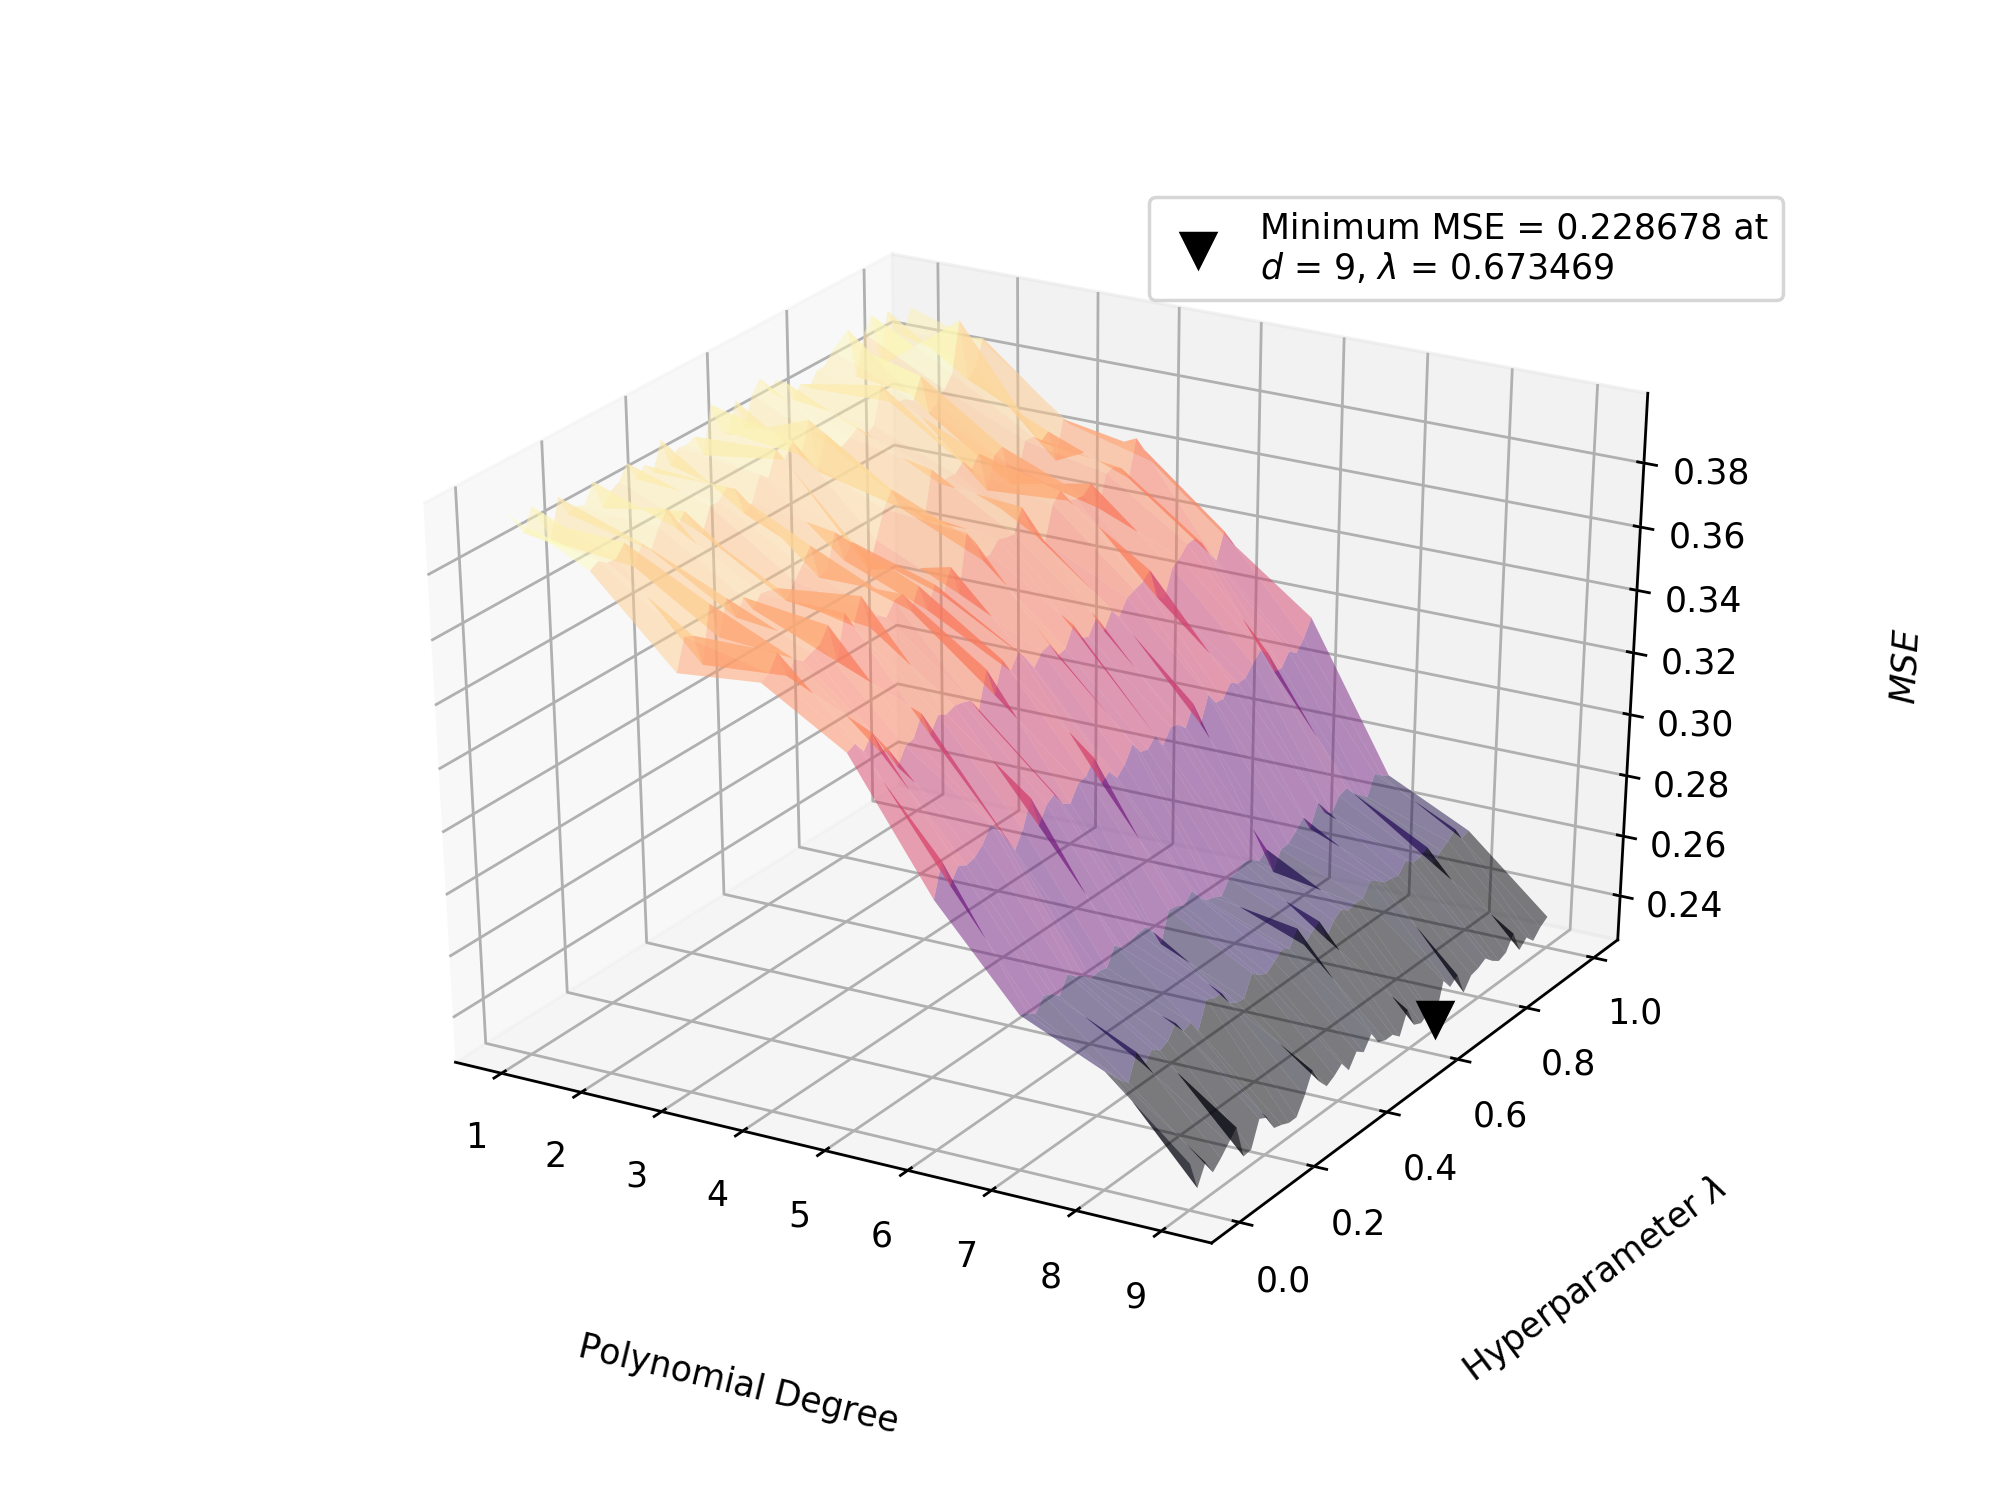 Minimum MSE = 0.228678 at
d = 9, λ = 0.673469
0.38
0.36
0.34
0.32
0.30
0.28
0.26
0.24
MSE
1.0
0.8
0.6
0.4
0.2
0.0
Hyperparameter λ
1 2 3 4 5 6 7 8 9
Polynomial Degree